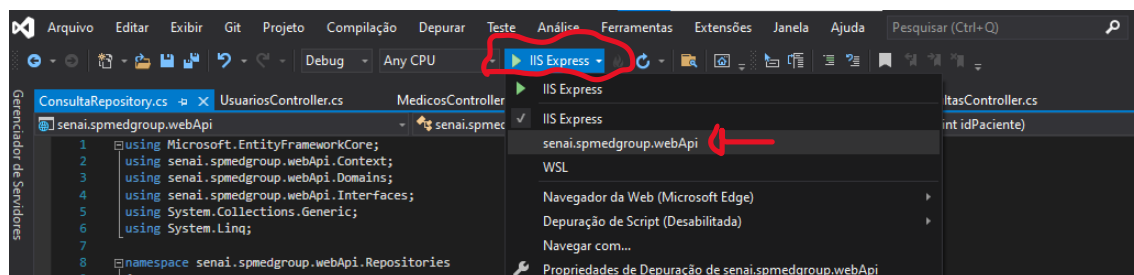 Arquivo Editar Exibir Git Projeto Compilação Depurar Teste Análise Ferramentas Extensões Janela Ajuda Pesquisar (Ctrl+Q)
Debug Any CPU IIS Express
Gerenciador de Servidores
ConsultaRepository.cs UsuariosController.cs MedicosController ltasController.cs
senai.spmedgroup.webApi senai.spmed int idPaciente)
IIS Express
IIS Express
senai.spmedgroup.webApi
WSL
Navegador da Web (Microsoft Edge)
Depuração de Script (Desabilitada)
Navegar com...
Propriedades de Depuração de senai.spmedgroup.webApi
1 using Microsoft.EntityFrameworkCore;
2 using senai.spmedgroup.webApi.Context;
3 using senai.spmedgroup.webApi.Domains;
4 using senai.spmedgroup.webApi.Interfaces;
5 using System.Collections.Generic;
6 using System.Linq;
7
8 namespace senai.spmedgroup.webApi.Repositories